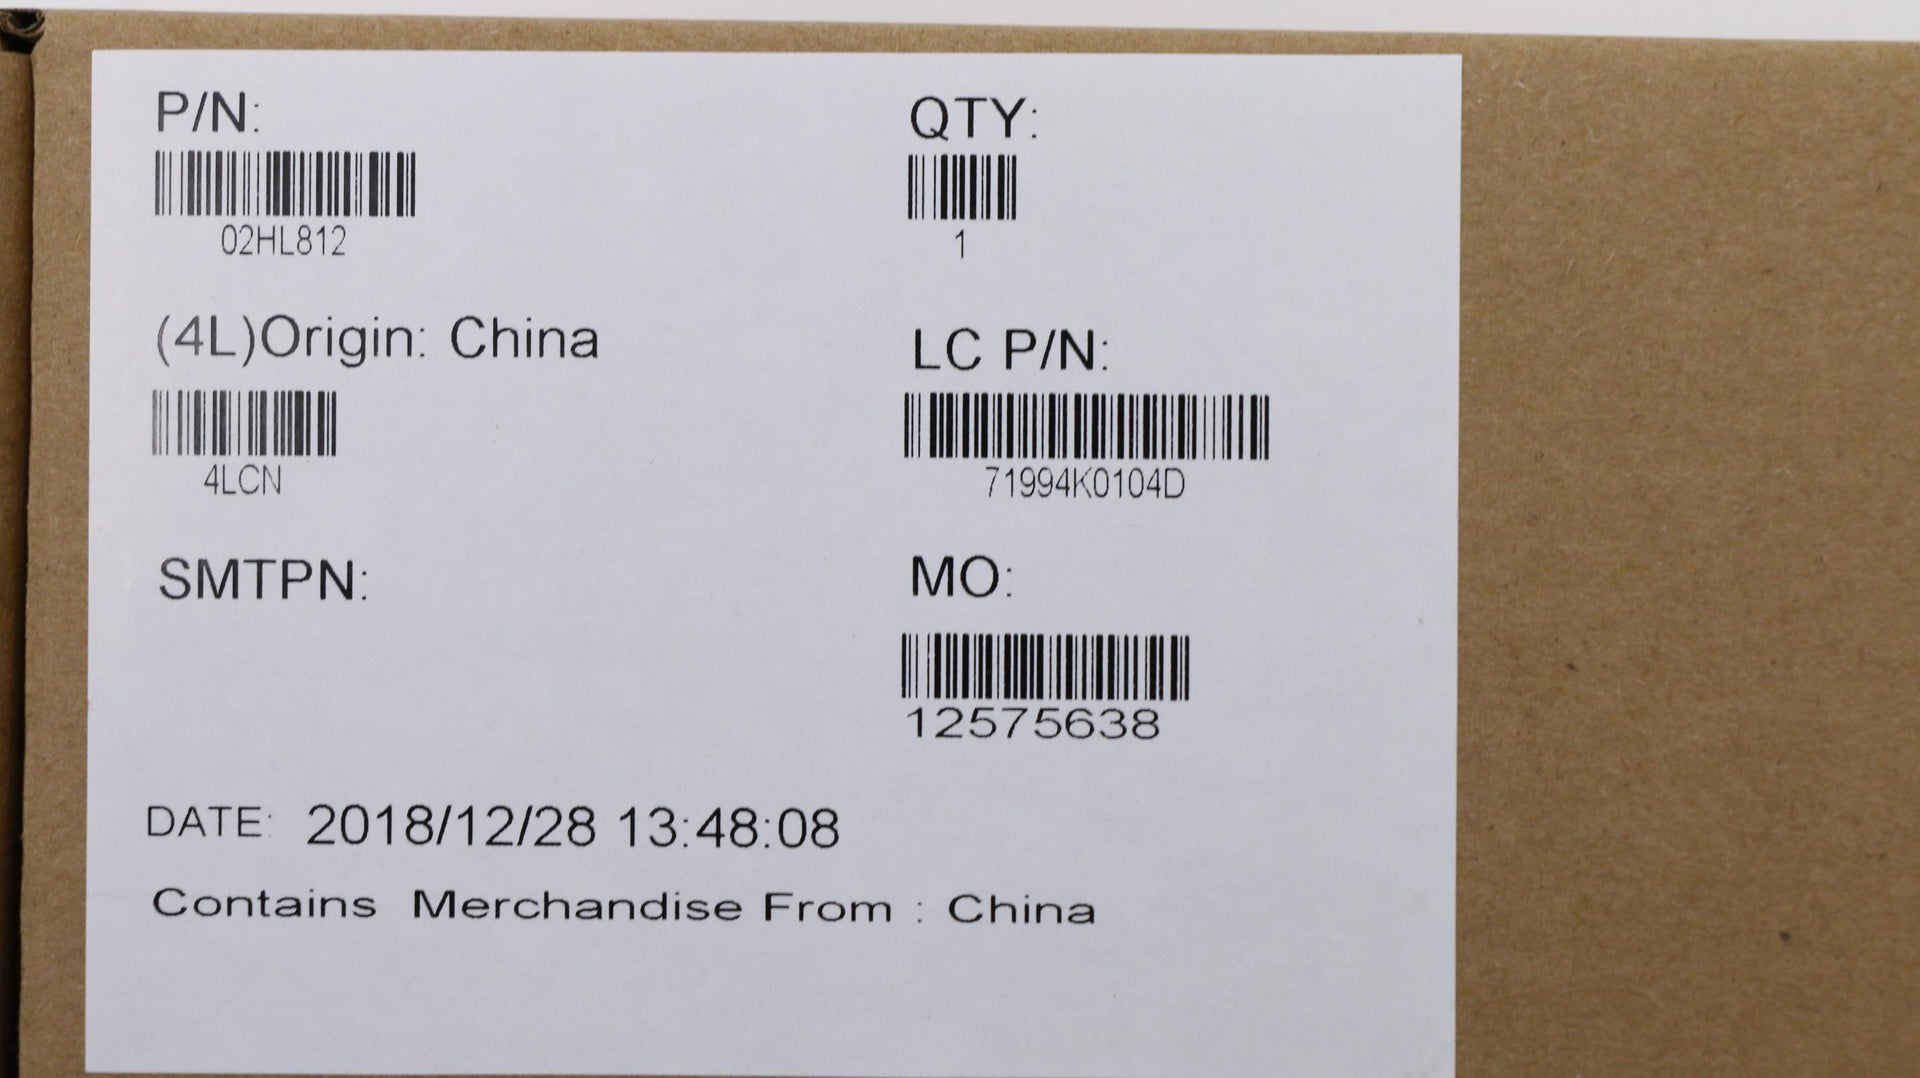 P/N:
02HL812
QTY:
1
(4L)Origin: China
4LCN
LC P/N:
71994K0104D
SMTPN:
MO:
12575638
DATE: 2018/12/28 13:48:08
Contains Merchandise From : China